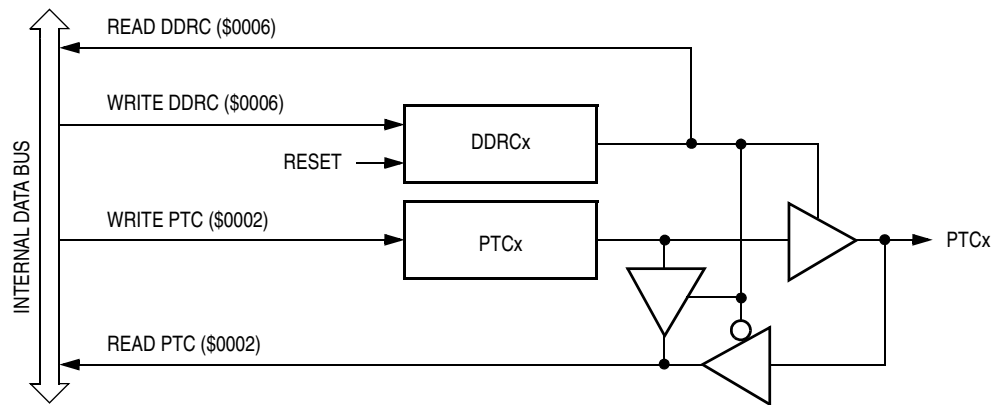 READ DDRC ($0006)
WRITE DDRC ($0006)
DDRCx
RESET
WRITE PTC ($0002)
PTCx
PTCx
READ PTC ($0002)
INTERNAL DATA BUS